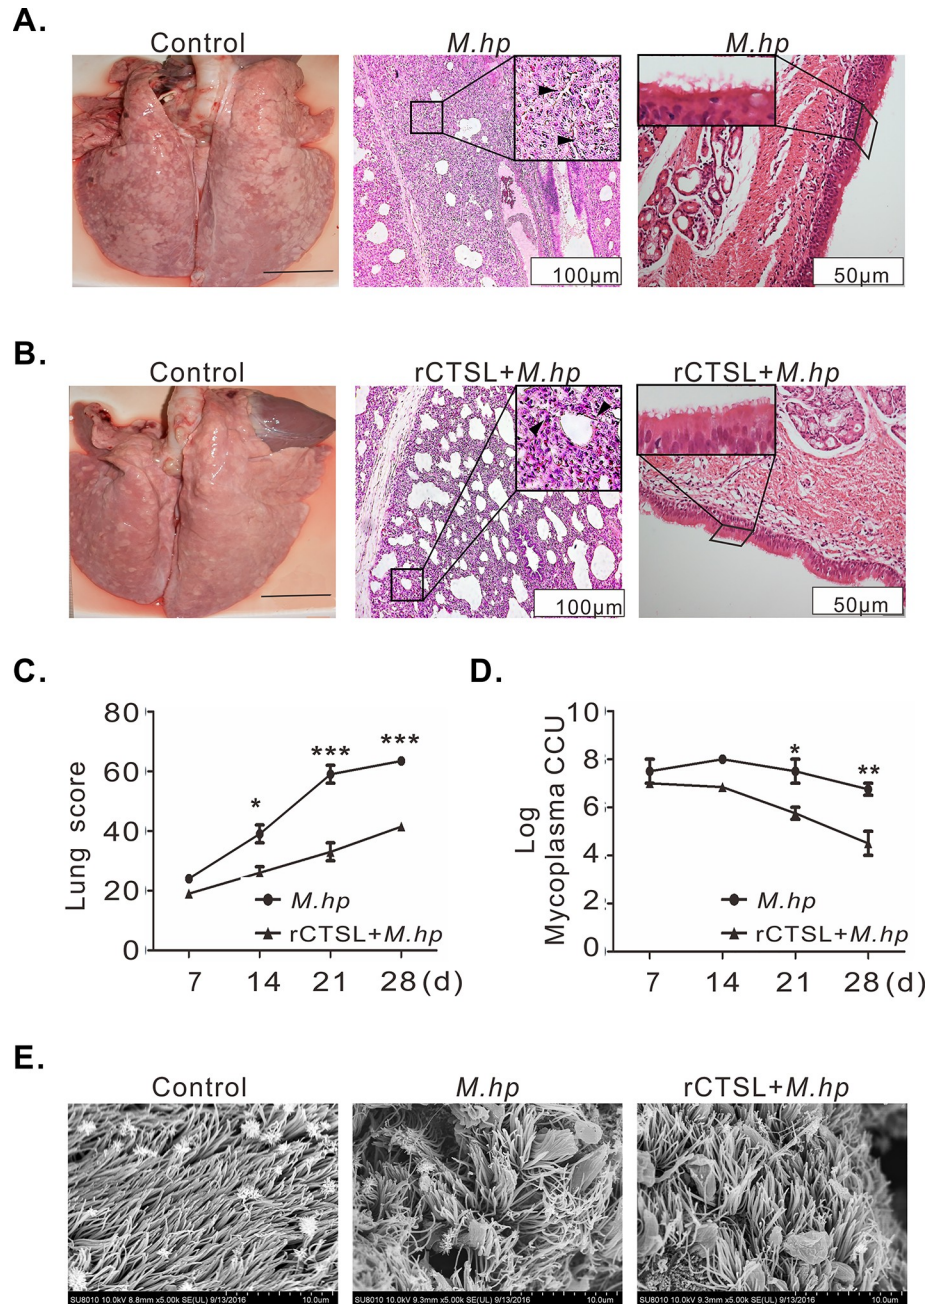 A.
Control
M.hp
M.hp
100μm
50μm
B.
Control
rCTSL+M.hp
rCTSL+M.hp
100μm
50μm
C.
80
60
40
20
0
Lung score
*
***
***
M.hp
rCTSL+M.hp
7 14 21 28 (d)
D.
10
8
6
4
2
0
Log
Mycoplasma CCU
*
**
M.hp
rCTSL+M.hp
7 14 21 28 (d)
E.
Control
M.hp
rCTSL+M.hp
SU8010 10.0kV 8.8mm x5.00k SE(UL) 9/13/2016 10.0um
SU8010 10.0kV 9.3mm x5.00k SE(UL) 9/13/2016 10.0um
SU8010 10.0kV 9.3mm x5.00k SE(UL) 9/13/2016 10.0um